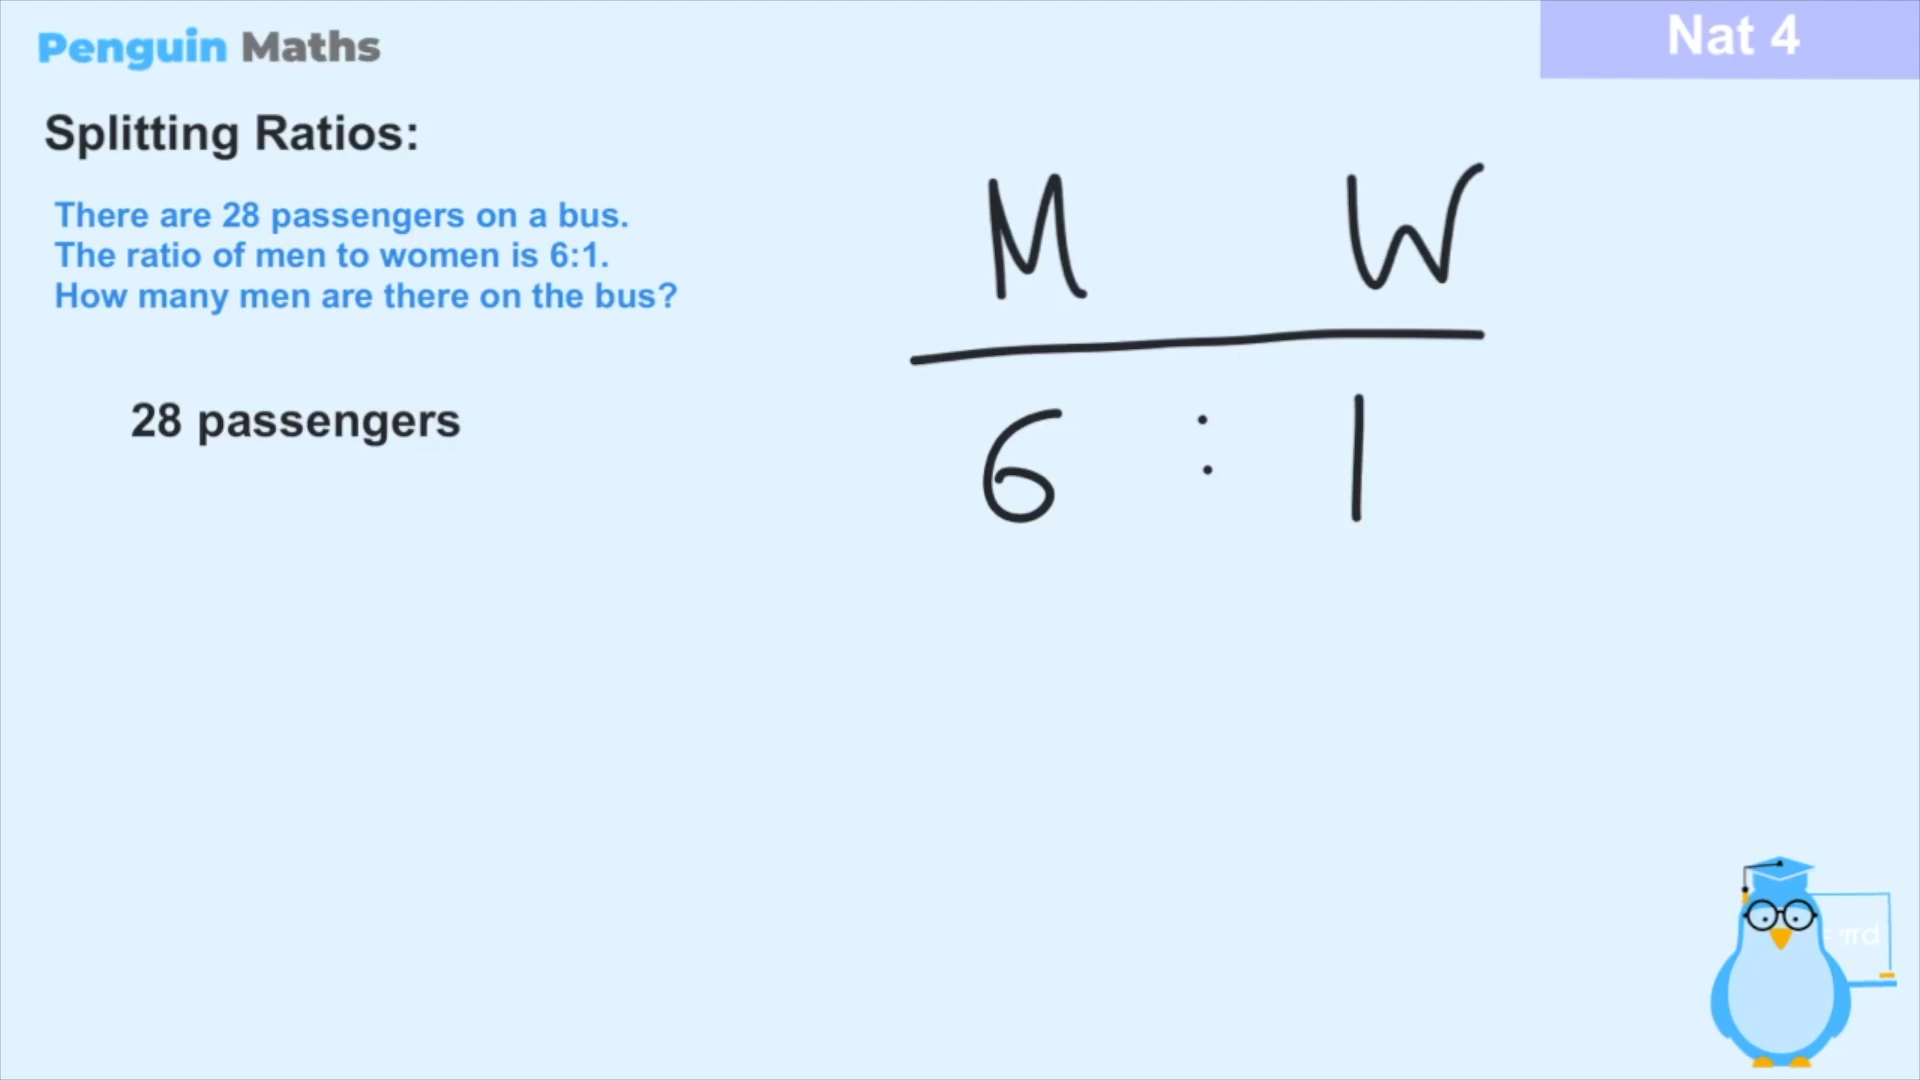 Penguin Maths
Nat 4
Splitting Ratios:
There are 28 passengers on a bus.
The ratio of men to women is 6:1.
How many men are there on the bus?
M W
28 passengers
6 : 1
= πd